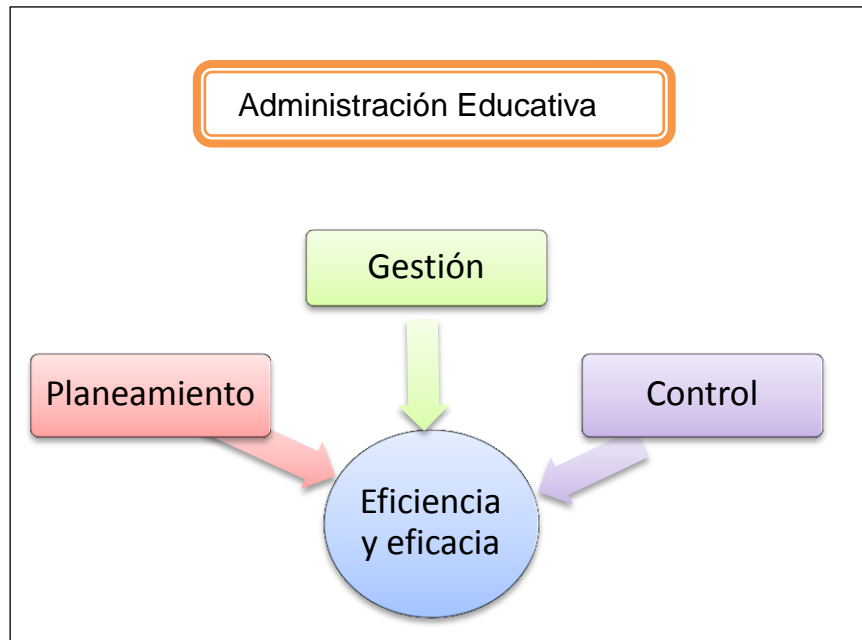 Administración Educativa
Gestión
Planeamiento
Control
Eficiencia
y eficacia